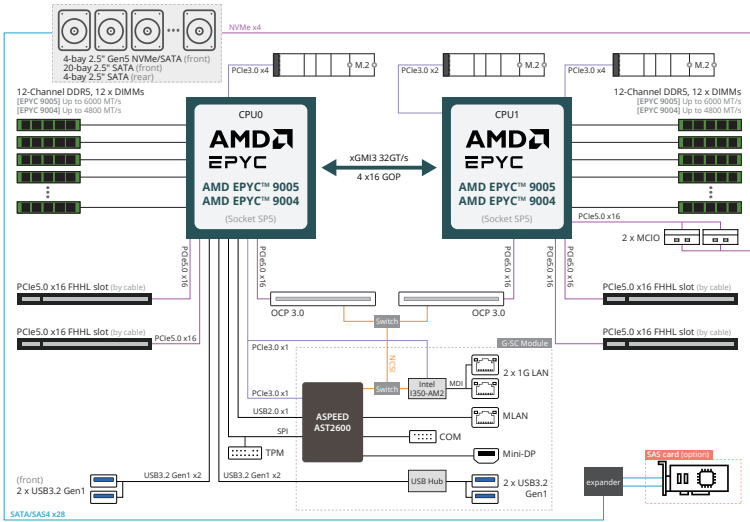 NVMe x4
4-bay 2.5" Gen5 NVMe/SATA (front)
20-bay 2.5" SATA (front)
4-bay 2.5" SATA (rear)
PCIe3.0 x4
M.2
PCIe3.0 x2
M.2
PCIe3.0 x4
M.2
12-Channel DDR5, 12 x DIMMs
[EPYC 9005] Up to 6000 MT/s
[EPYC 9004] Up to 4800 MT/s
12-Channel DDR5, 12 x DIMMs
[EPYC 9005] Up to 6000 MT/s
[EPYC 9004] Up to 4800 MT/s
CPU0
AMD
EPYC
AMD EPYC™ 9005
AMD EPYC™ 9004
(Socket SP5)
xGMI3 32GT/s
4 x16 GOP
CPU1
AMD
EPYC
AMD EPYC™ 9005
AMD EPYC™ 9004
(Socket SP5)
PCIe5.0 x16
2 x MCIO
PCIe5.0 x16
PCIe5.0 x16
PCIe5.0 x16
PCIe5.0 x16
PCIe5.0 x16
PCIe5.0 x16 FHHL slot (by cable)
PCIe5.0 x16 FHHL slot (by cable)
PCIe5.0 x16
OCP 3.0
OCP 3.0
PCIe5.0 x16 FHHL slot (by cable)
PCIe5.0 x16 FHHL slot (by cable)
Switch
G-SC Module
PCIe3.0 x1
NCSI
2 x 1G LAN
Switch
Intel
I350-AM2
MDI
PCIe3.0 x1
ASPEED
AST2600
USB2.0 x1
MLAN
SPI
COM
TPM
Mini-DP
SAS card (option)
(front)
2 x USB3.2 Gen1
USB3.2 Gen1 x2
USB3.2 Gen1 x2
USB Hub
2 x USB3.2
Gen1
expander
SATA/SAS4 x28